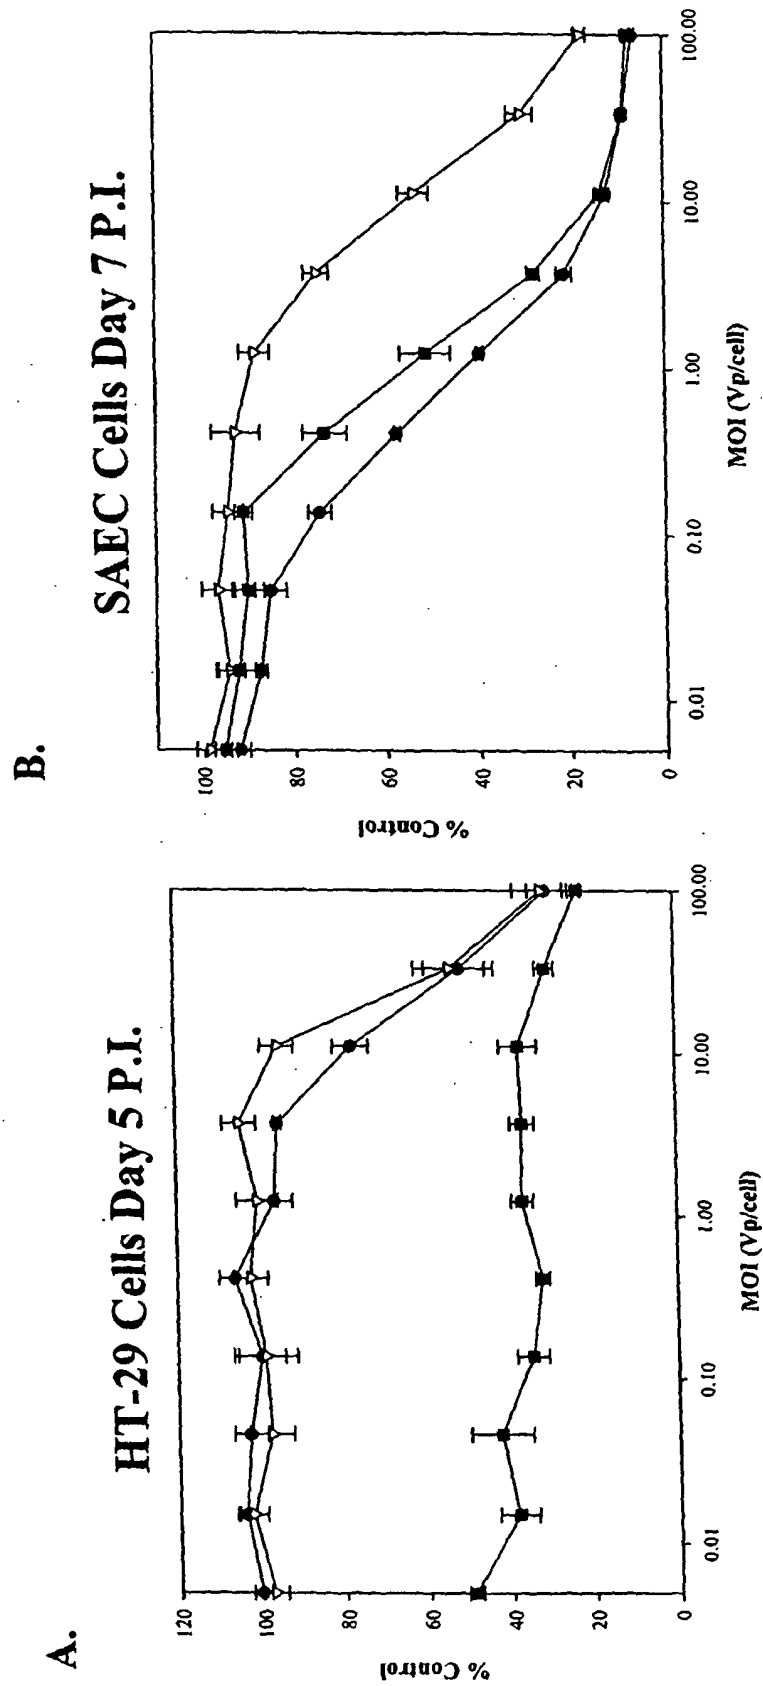 A.
HT-29 Cells Day 5 P.I.
% Control
120
100
80
60
40
20
0
0.01
0.10
1.00
10.00
100.00
MOI (Vp/cell)
B.
SAEC Cells Day 7 P.I.
% Control
100
80
60
40
20
0
0.01
0.10
1.00
10.00
100.00
MOI (Vp/cell)